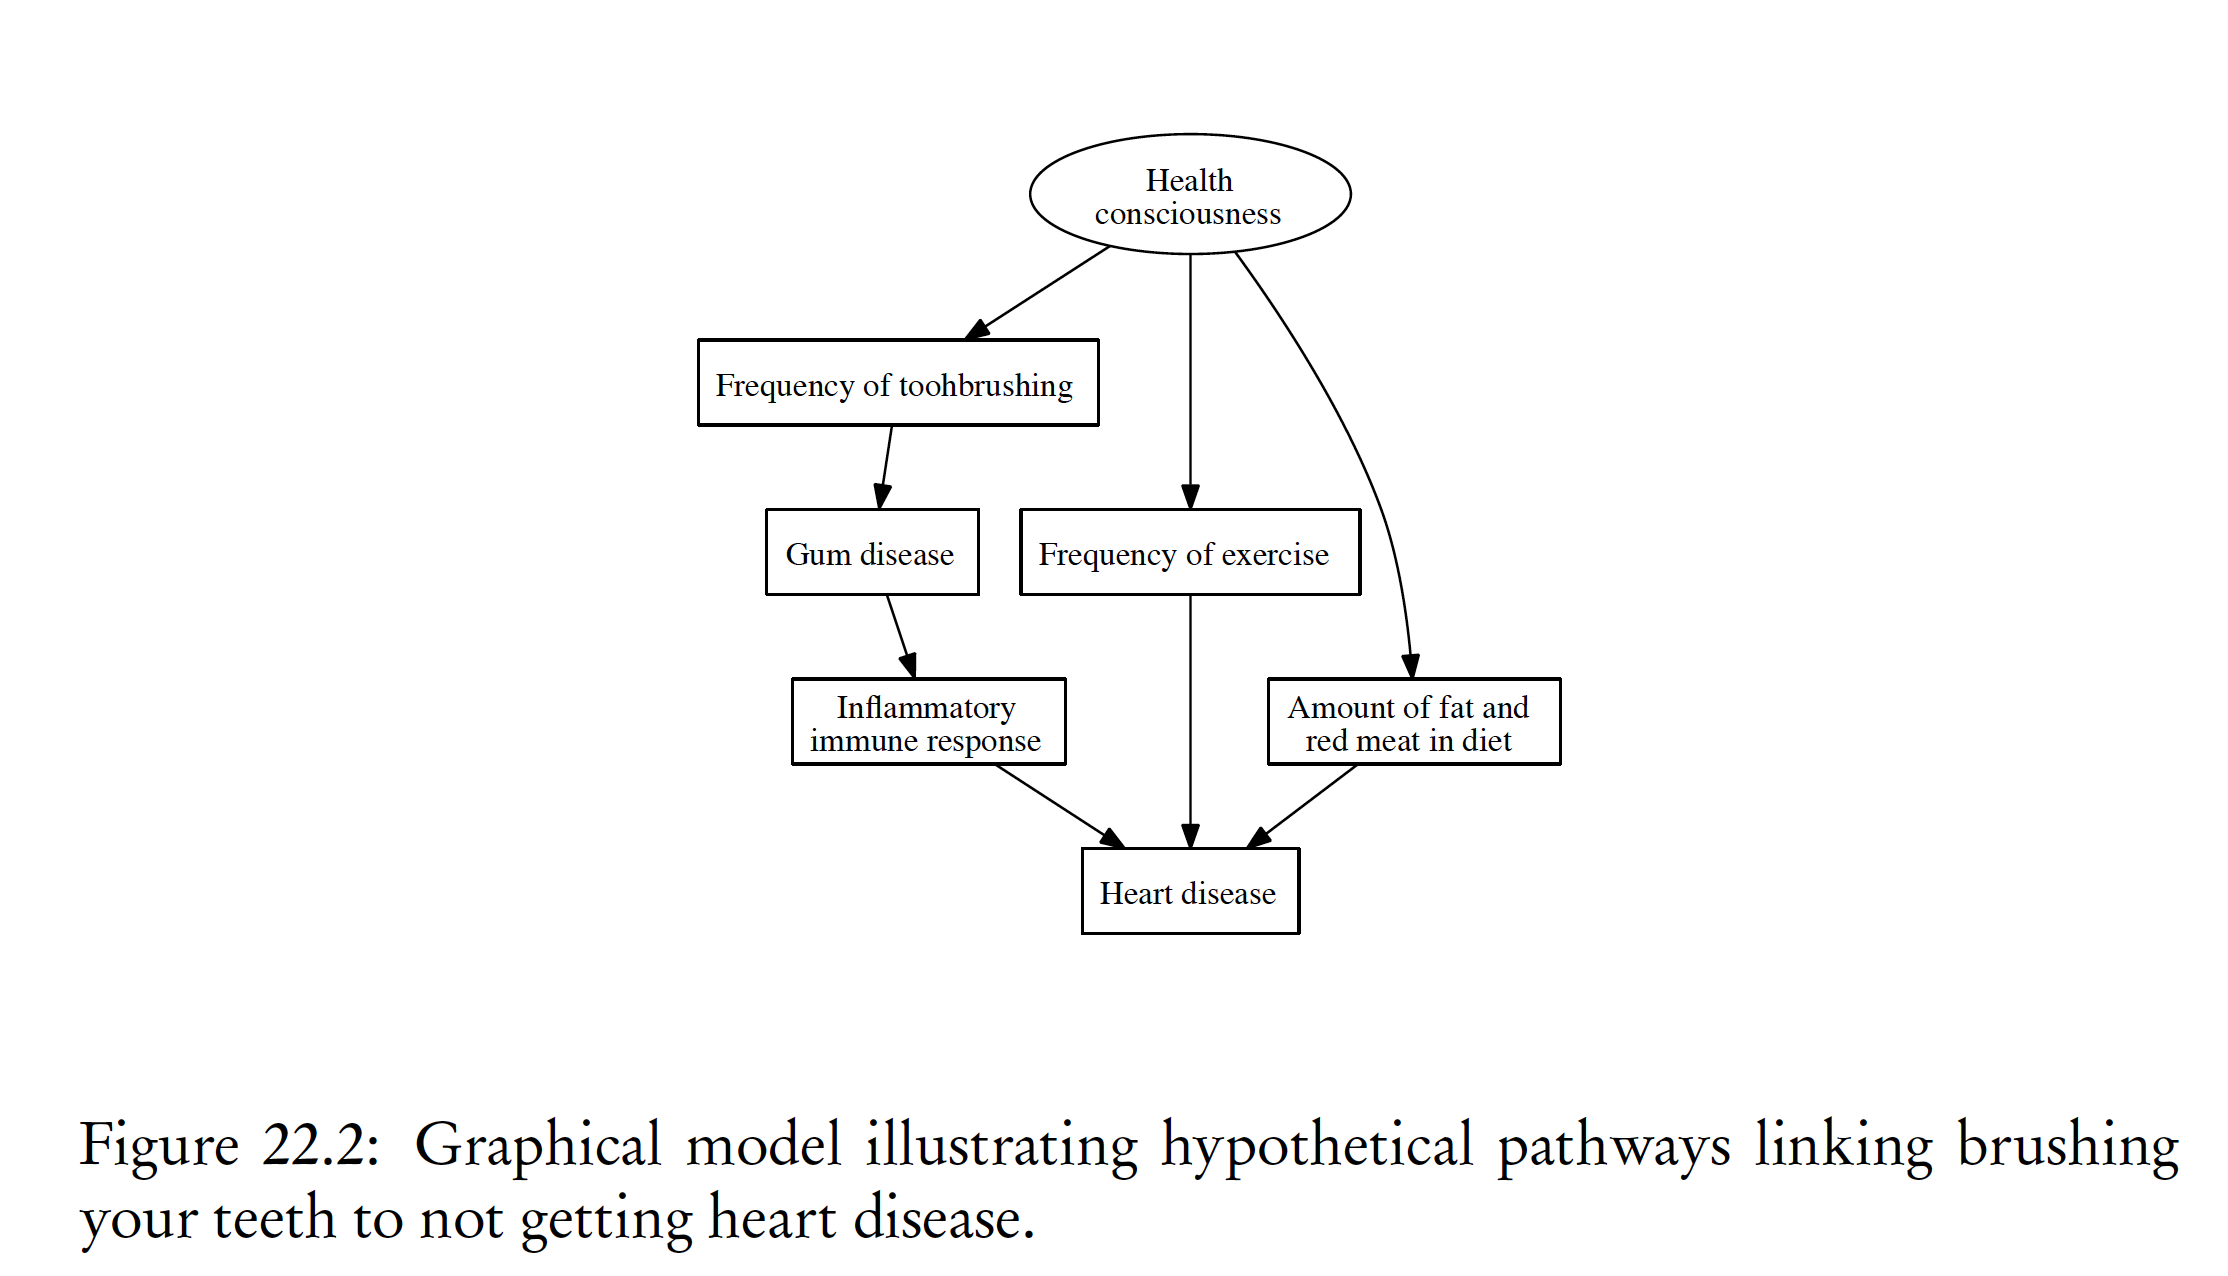 Health
consciousness
Frequency of toohbrushing
Gum disease
Frequency of exercise
Inflammatory
immune response
Amount of fat and
red meat in diet
Heart disease
Figure 22.2: Graphical model illustrating hypothetical pathways linking brushing
your teeth to not getting heart disease.